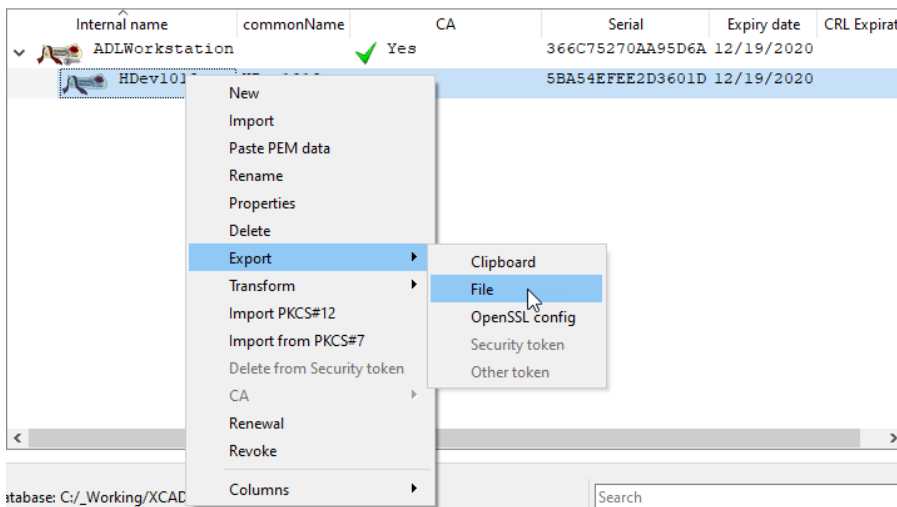 Internal name commonName CA Serial Expiry date CRL Expirat
ADLWorkstation Yes 366C75270AA95D6A 12/19/2020
5BA54EFEE2D3601D 12/19/2020
New
Import
Paste PEM data
Rename
Properties
Delete
Export
Transform
Import PKCS#12
Import from PKCS#7
Delete from Security token
CA
Renewal
Revoke
Columns
Clipboard
File
OpenSSL config
Security token
Other token
atabase: C:/_Working/XCAD
Search